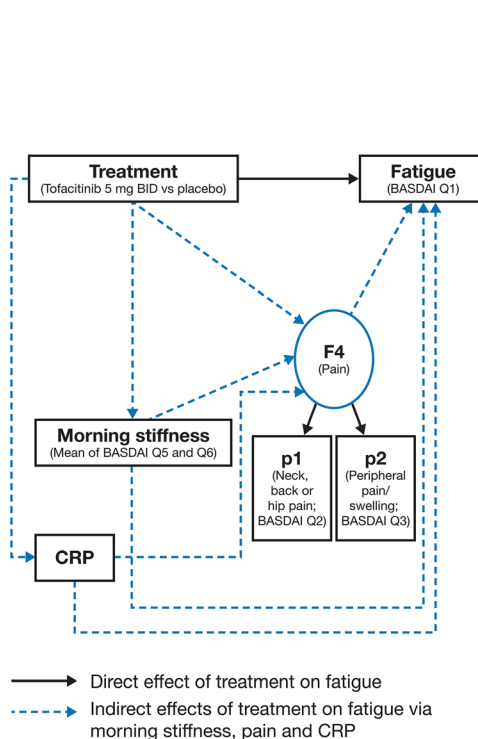 Treatment
(Tofacitinib 5 mg BID vs placebo)
Fatigue
(BASDAI Q1)
F4
(Pain)
Morning stiffness
(Mean of BASDAI Q5 and Q6)
p1
(Neck,
back or
hip pain;
BASDAI Q2)
p2
(Peripheral
pain/
swelling;
BASDAI Q3)
CRP
Direct effect of treatment on fatigue
Indirect effects of treatment on fatigue via
morning stiffness, pain and CRP